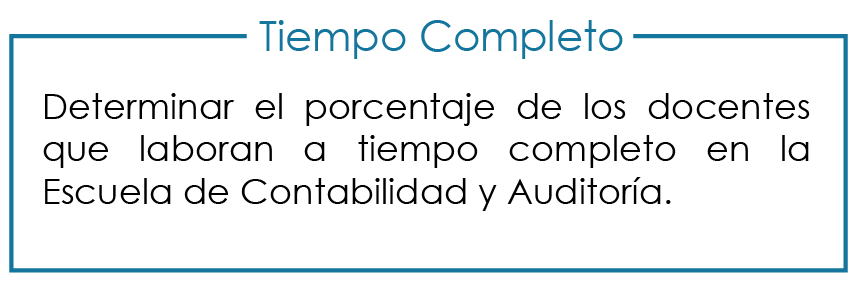 Tiempo Completo
Determinar el porcentaje de los docentes
que laboran a tiempo completo en la
Escuela de Contabilidad y Auditoría.